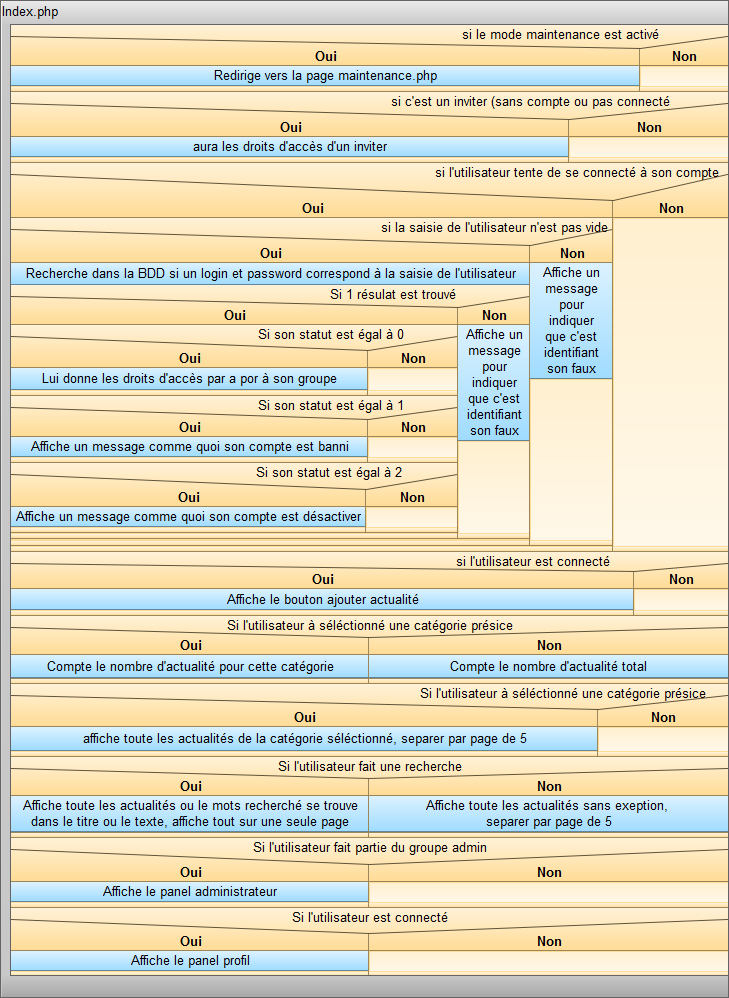 Index.php
si le mode maintenance est activé
Oui
Non
Redirige vers la page maintenance.php
si c'est un inviter (sans compte ou pas connecté
Oui
Non
aura les droits d'accès d'un inviter
si l'utilisateur tente de se connecté à son compte
Oui
Non
si la saisie de l'utilisateur n'est pas vide
Oui
Non
Recherche dans la BDD si un login et password correspond à la saisie de l'utilisateur
Affiche un
message
pour
indiquer
que c'est
identifiant
son faux
Si 1 résulat est trouvé
Oui
Non
Affiche un
message
pour
indiquer
que c'est
identifiant
son faux
Si son statut est égal à 0
Oui
Non
Lui donne les droits d'accès par a por à son groupe
Si son statut est égal à 1
Oui
Non
Affiche un message comme quoi son compte est banni
Si son statut est égal à 2
Oui
Non
Affiche un message comme quoi son compte est désactiver
si l'utilisateur est connecté
Oui
Non
Affiche le bouton ajouter actualité
Si l'utilisateur à séléctionné une catégorie présice
Oui
Non
Compte le nombre d'actualité pour cette catégorie
Compte le nombre d'actualité total
Si l'utilisateur à séléctionné une catégorie présice
Oui
Non
affiche toute les actualités de la catégorie séléctionné, separer par page de 5
Si l'utilisateur fait une recherche
Oui
Non
Affiche toute les actualités ou le mots recherché se trouve
dans le titre ou le texte, affiche tout sur une seule page
Affiche toute les actualités sans exeption,
separer par page de 5
Si l'utilisateur fait partie du groupe admin
Oui
Non
Affiche le panel administrateur
Si l'utilisateur est connecté
Oui
Non
Affiche le panel profil